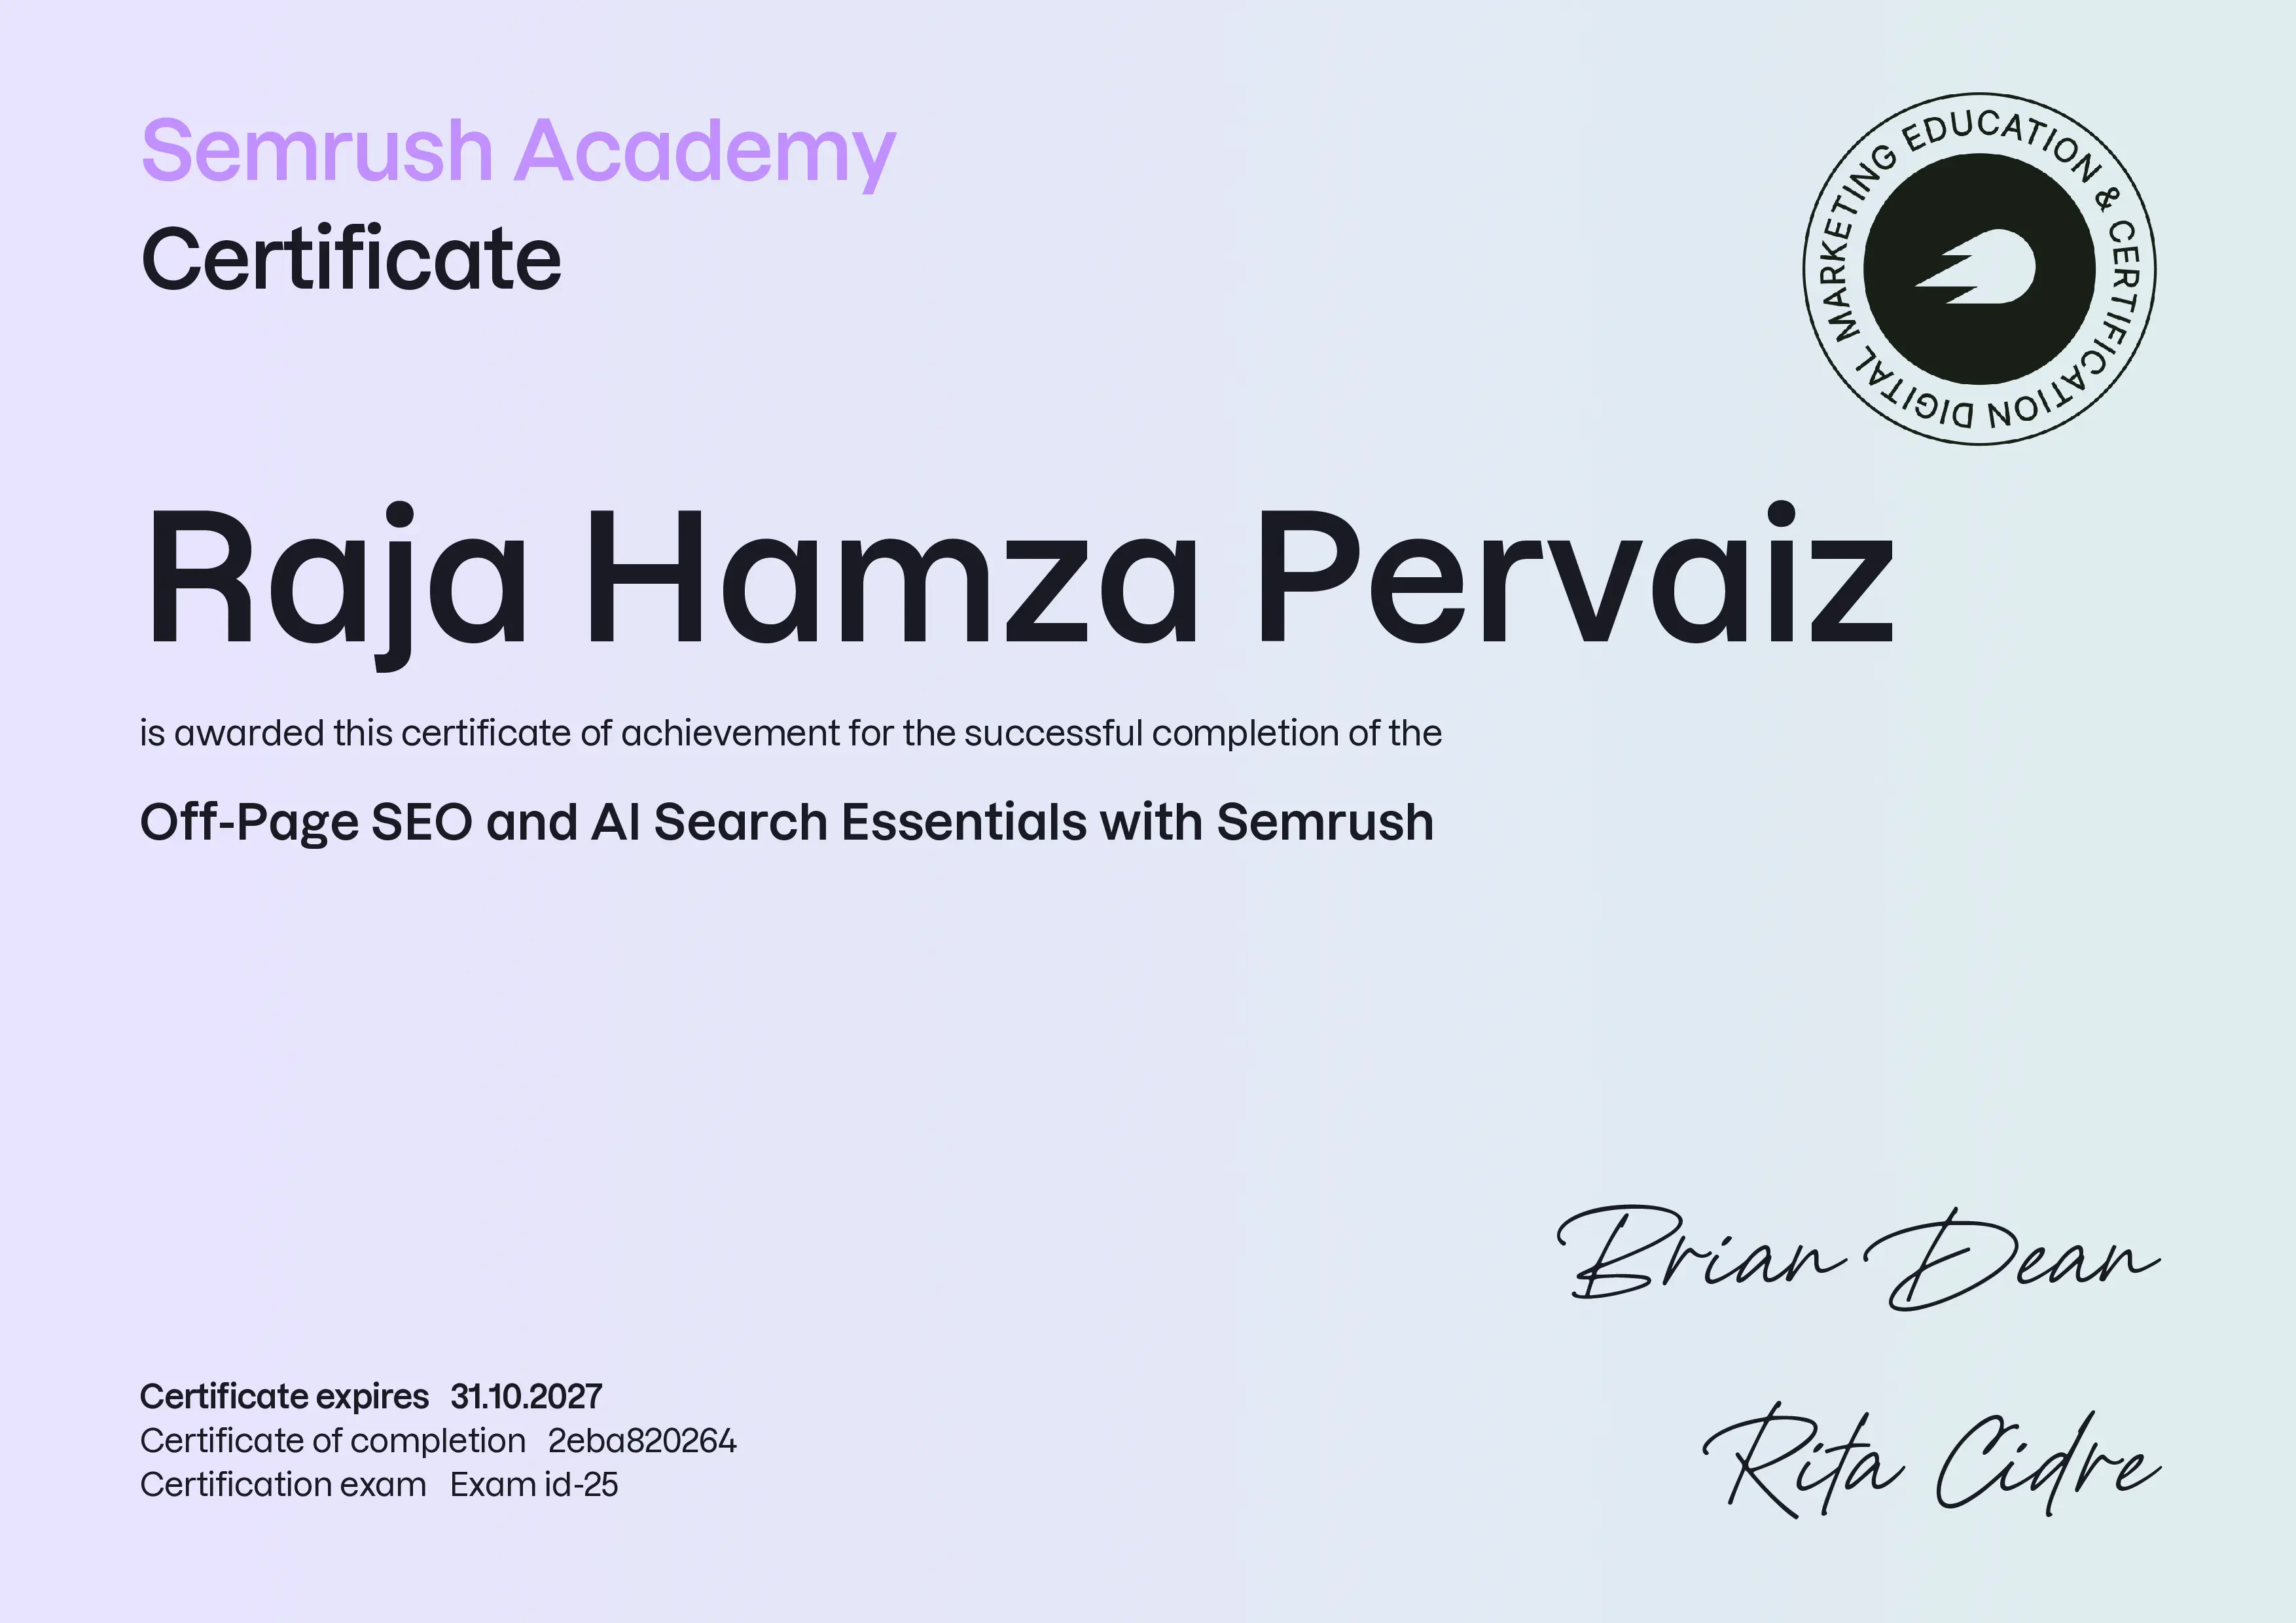 Semrush Academy
Certificate
DIGITAL MARKETING EDUCATION & CERTIFICATION
Raja Hamza Pervaiz
is awarded this certificate of achievement for the successful completion of the
Off-Page SEO and AI Search Essentials with Semrush
Brian Dean
Certificate expires 31.10.2027
Certificate of completion 2eba820264
Certification exam Exam id-25
Rita Cidre